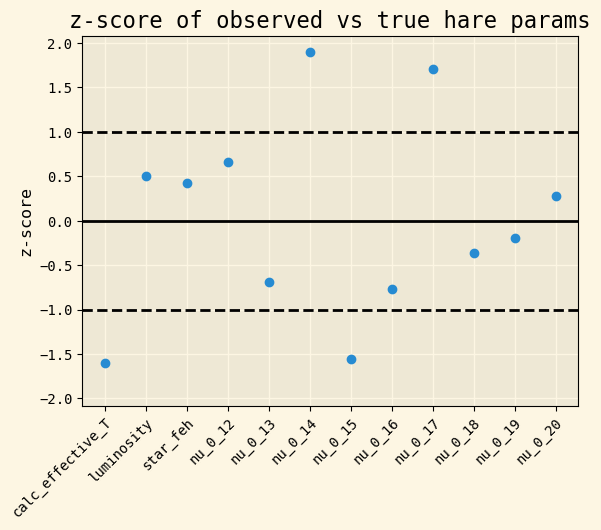 z-score of observed vs true hare params
2.0
1.5
1.0
0.5
0.0
−0.5
−1.0
−1.5
−2.0
z-score
calc_effective_T
luminosity
star_feh
nu_0_12
nu_0_13
nu_0_14
nu_0_15
nu_0_16
nu_0_17
nu_0_18
nu_0_19
nu_0_20